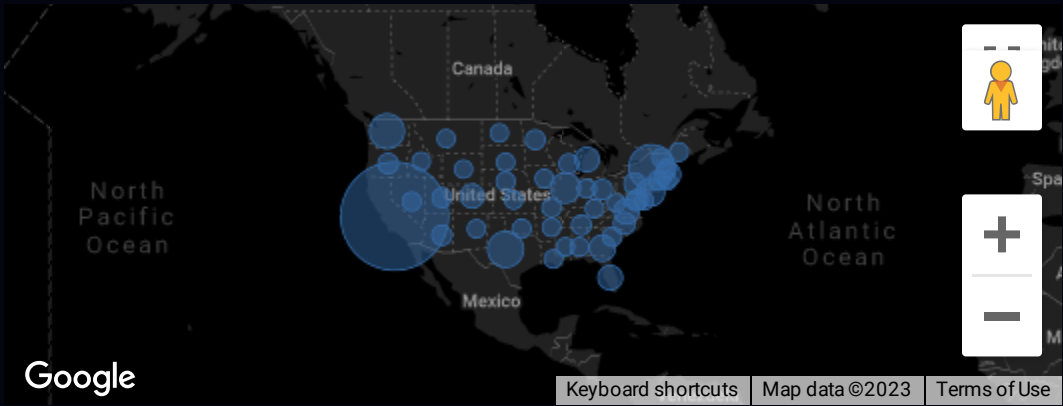 Canada
United States
North
Pacific
Ocean
North
Atlantic
Ocean
Mexico
Spa
Google
Keyboard shortcuts
Map data ©2023
Terms of Use